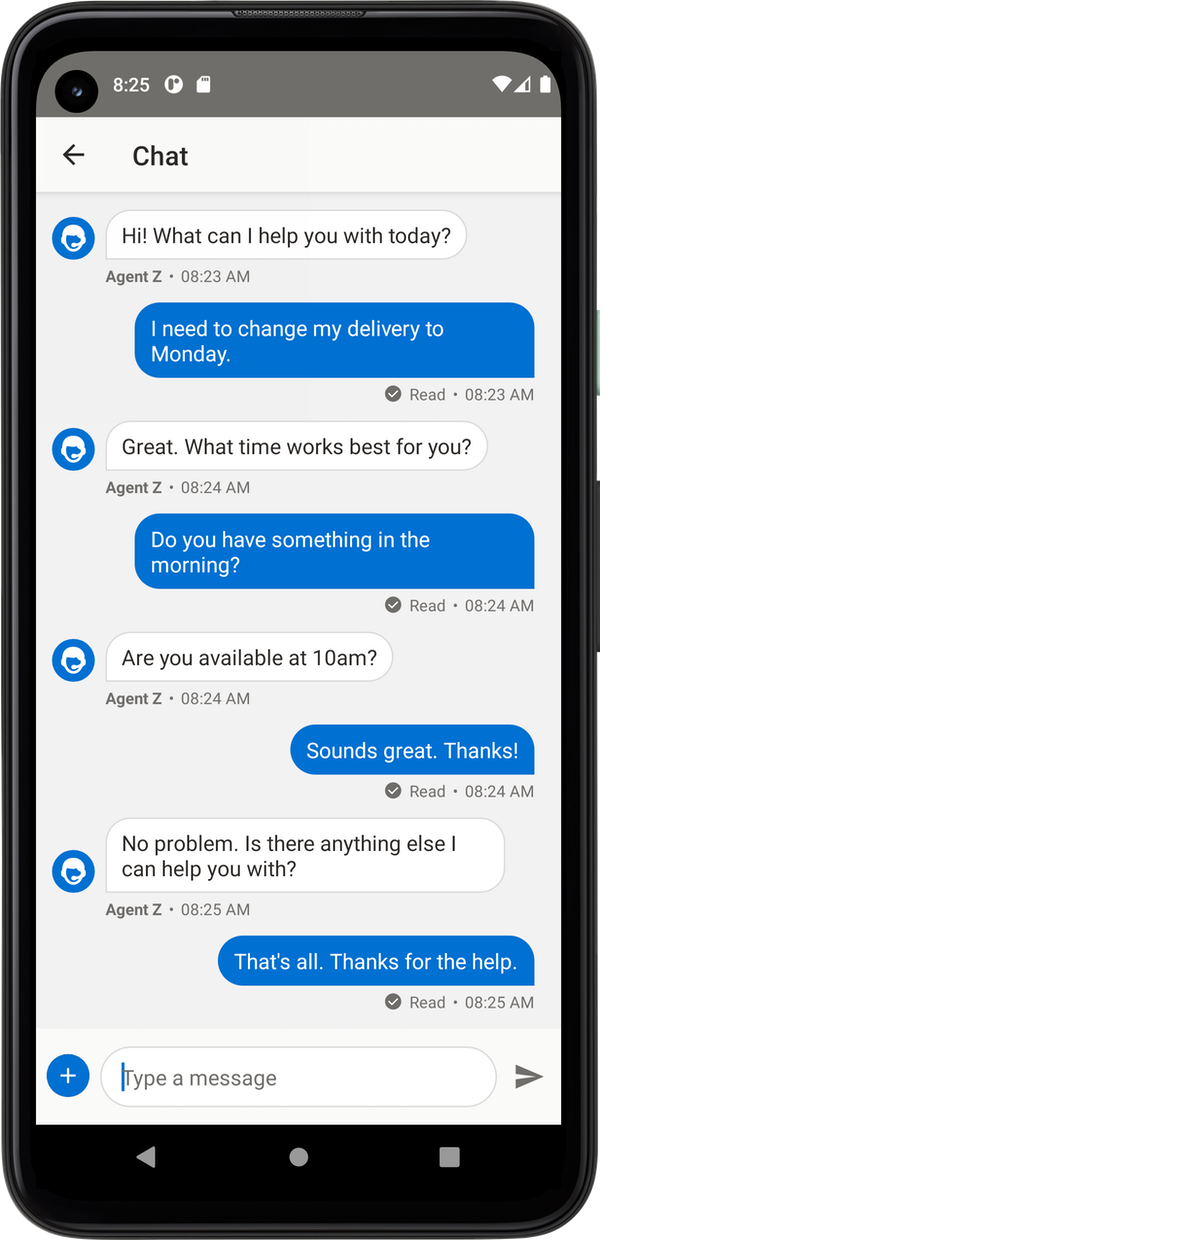 8:25
Chat
Hi! What can I help you with today?
Agent Z • 08:23 AM
I need to change my delivery to
Monday.
Read • 08:23 AM
Great. What time works best for you?
Agent Z • 08:24 AM
Do you have something in the
morning?
Read • 08:24 AM
Are you available at 10am?
Agent Z • 08:24 AM
Sounds great. Thanks!
Read • 08:24 AM
No problem. Is there anything else I
can help you with?
Agent Z • 08:25 AM
That's all. Thanks for the help.
Read • 08:25 AM
Type a message